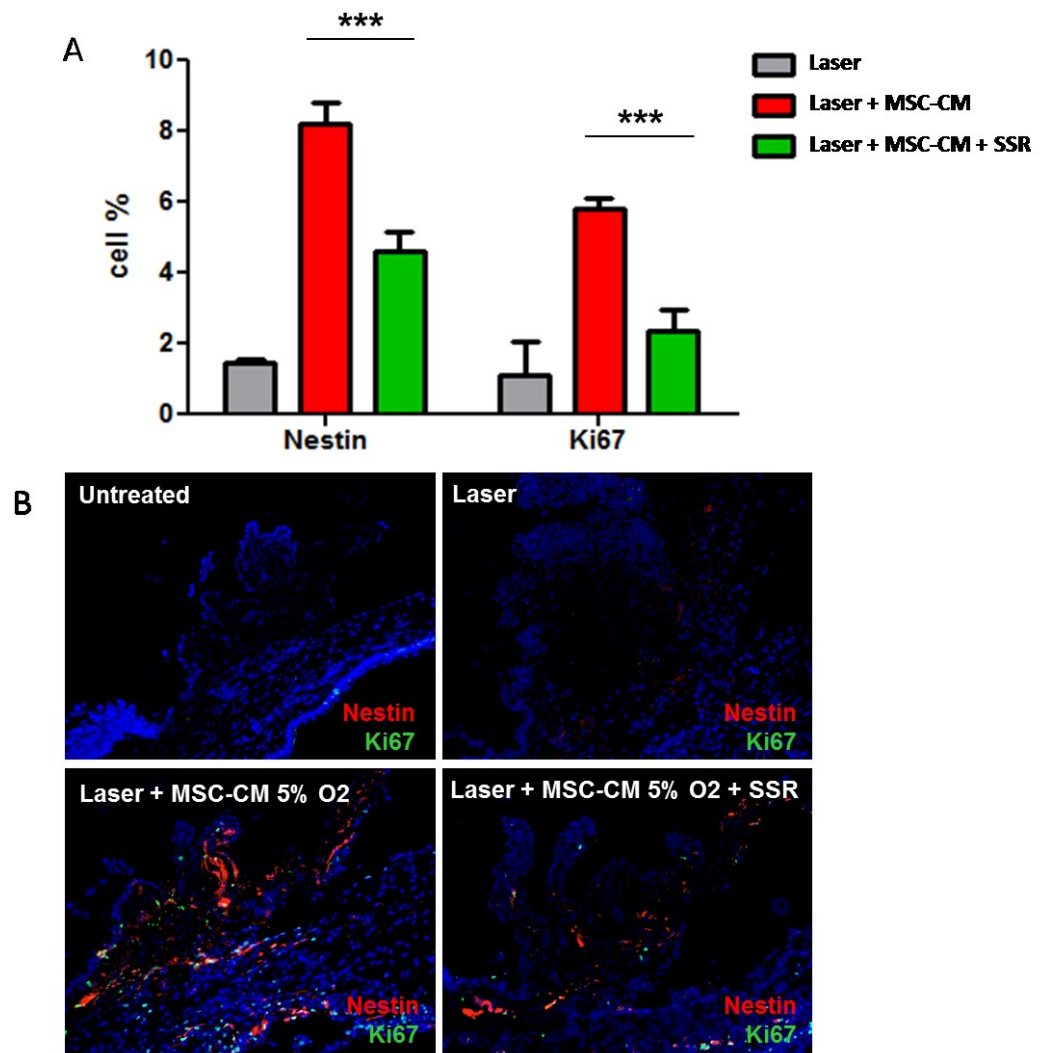 A
***
***
10
8
6
4
2
0
cell %
Nestin
Ki67
Laser
Laser + MSC-CM
Laser + MSC-CM + SSR
B
Untreated
Nestin
Ki67
Laser
Nestin
Ki67
Laser + MSC-CM 5% O2
Nestin
Ki67
Laser + MSC-CM 5% O2 + SSR
Nestin
Ki67